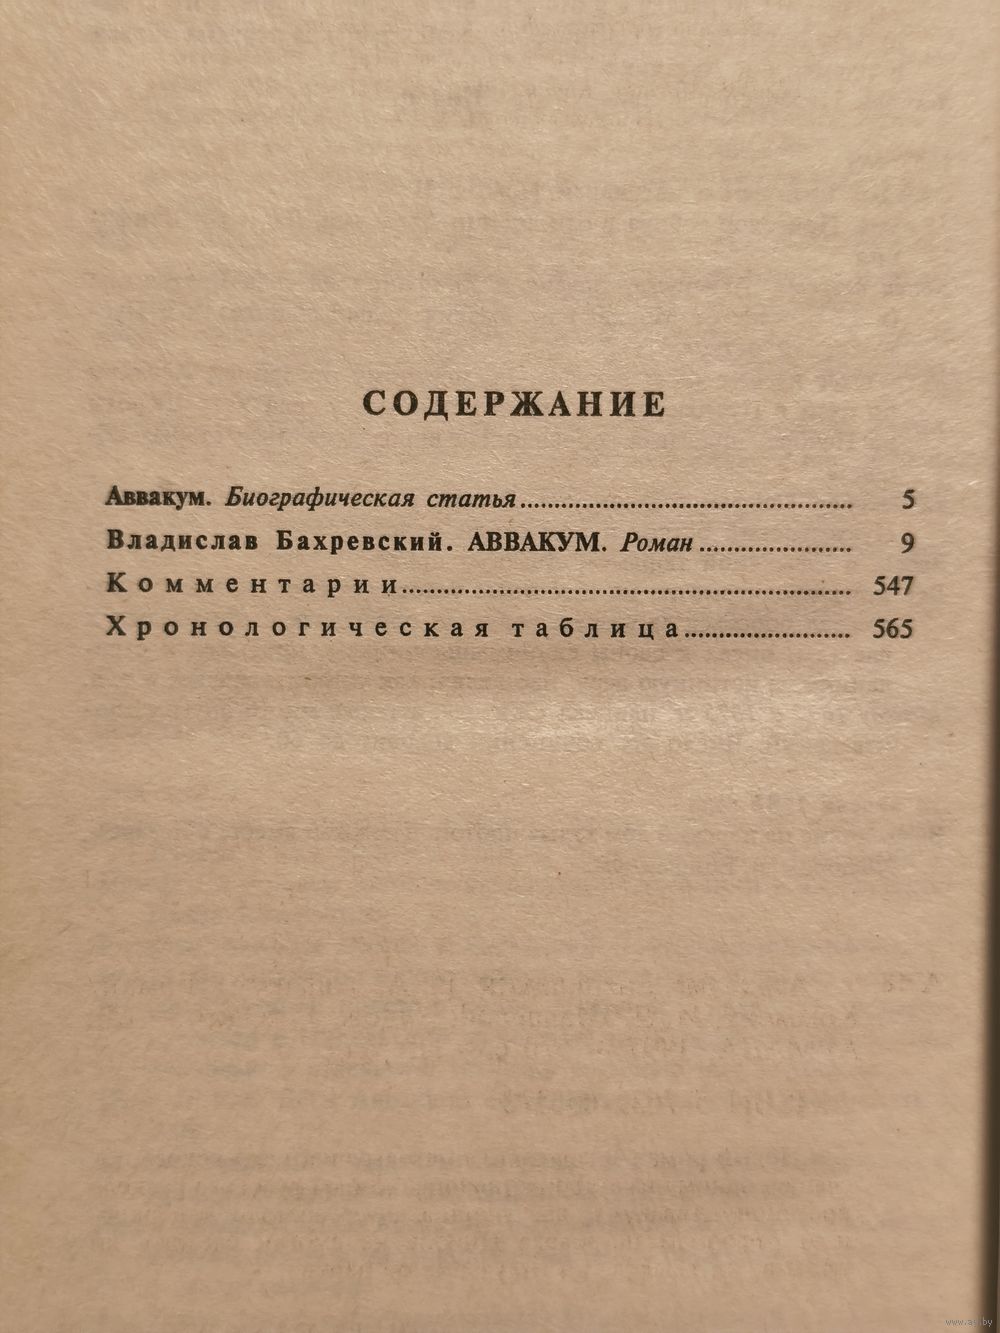 СОДЕРЖАНИЕ
Аввакум. Биографическая статья.................................................. 5
Владислав Бахревский. АВВАКУМ. Роман...................... 9
Комментарии.................................................................. 547
Хронологическая таблица........................ 565